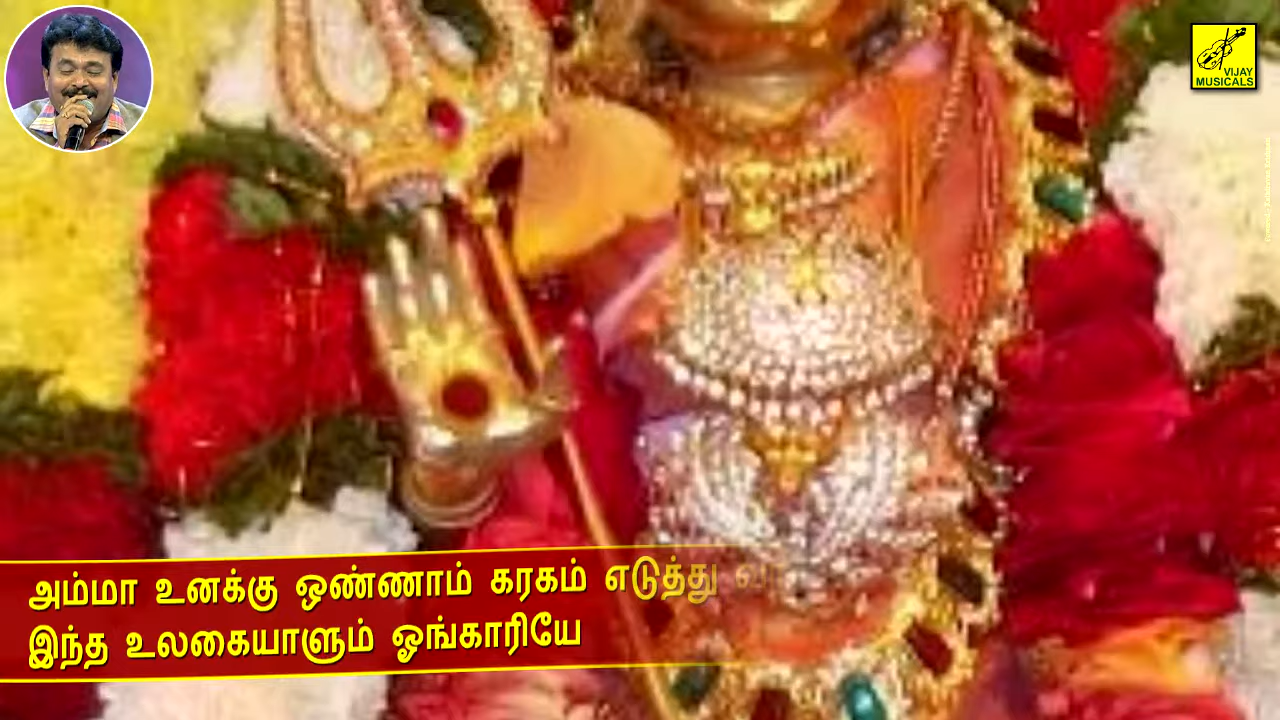 VIJAY
MUSICALS
அம்மா உனக்கு ஒண்ணாம் கரகம் எடுத்து
இந்த உலகையாளும் ஓங்காரியே